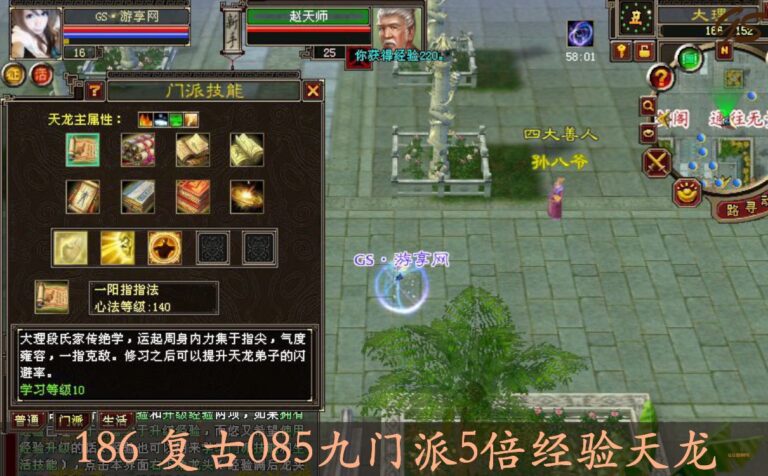 GS·游享网
16
新手
赵天师
25
你获得经验220。
58:01
丑
大理
N
152
门派技能
天龙主属性：
四大善人
孙八爷
GS·游享网
一阳指指法
心法等级:140
大理段氏家传绝学，运起周身内力集于指尖，气度
雍容，一指克敌。修习之后可以提升天龙弟子的闪
避率。
学习等级10
普通
门派
生活
186 复古085九门派5倍经验天龙